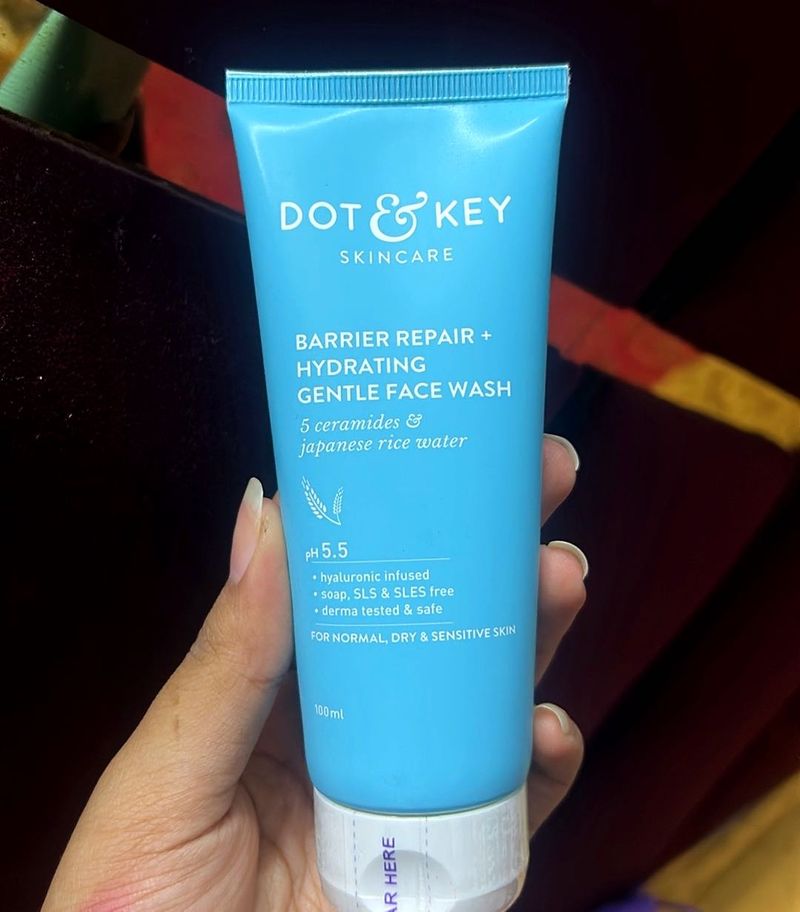 DOT & KEY
SKINCARE
BARRIER REPAIR +
HYDRATING
GENTLE FACE WASH
5 ceramides &
japanese rice water
pH 5.5
• hyaluronic infused
• soap, SLS & SLES free
• derma tested & safe
FOR NORMAL, DRY & SENSITIVE SKIN
100ml
AR HERE